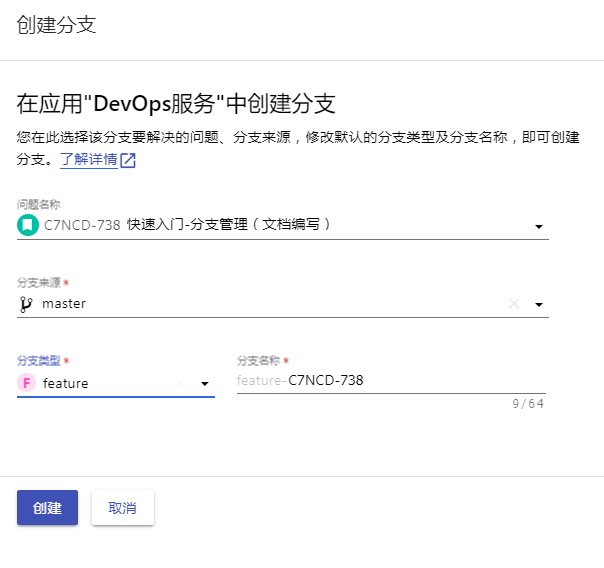 创建分支
在应用"DevOps服务"中创建分支
您在此选择该分支要解决的问题、分支来源，修改默认的分支类型及分支名称，即可创建
分支。了解详情
问题名称
C7NCD-738 快速入门-分支管理（文档编写）
分支来源 *
master
分支类型 * 分支名称 *
F feature feature-C7NCD-738
9/64
创建 取消